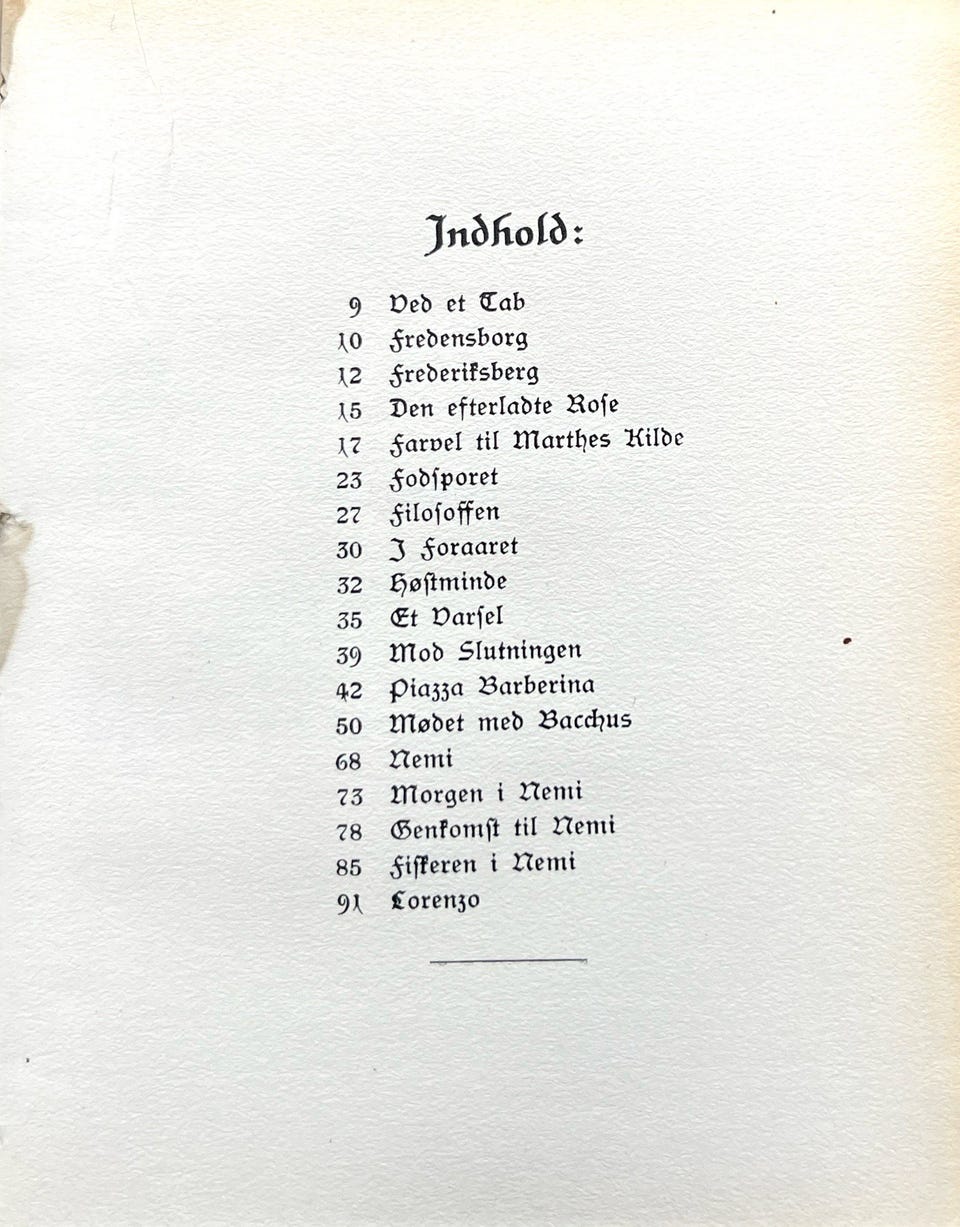 Indhold:
9 Ved et Tab
10 Fredensborg
12 Frederiksberg
15 Den efterladte Rose
17 Farvel til Marthes Kilde
23 Fodsporet
27 Filosoffen
30 I Foraaret
32 Høstminde
35 Et Varsel
39 Mod Slutningen
42 Piazza Barberina
50 Mødet med Bacchus
68 Nemi
73 Morgen i Nemi
78 Genkomst til Nemi
85 Fiskeren i Nemi
91 Lorenzo